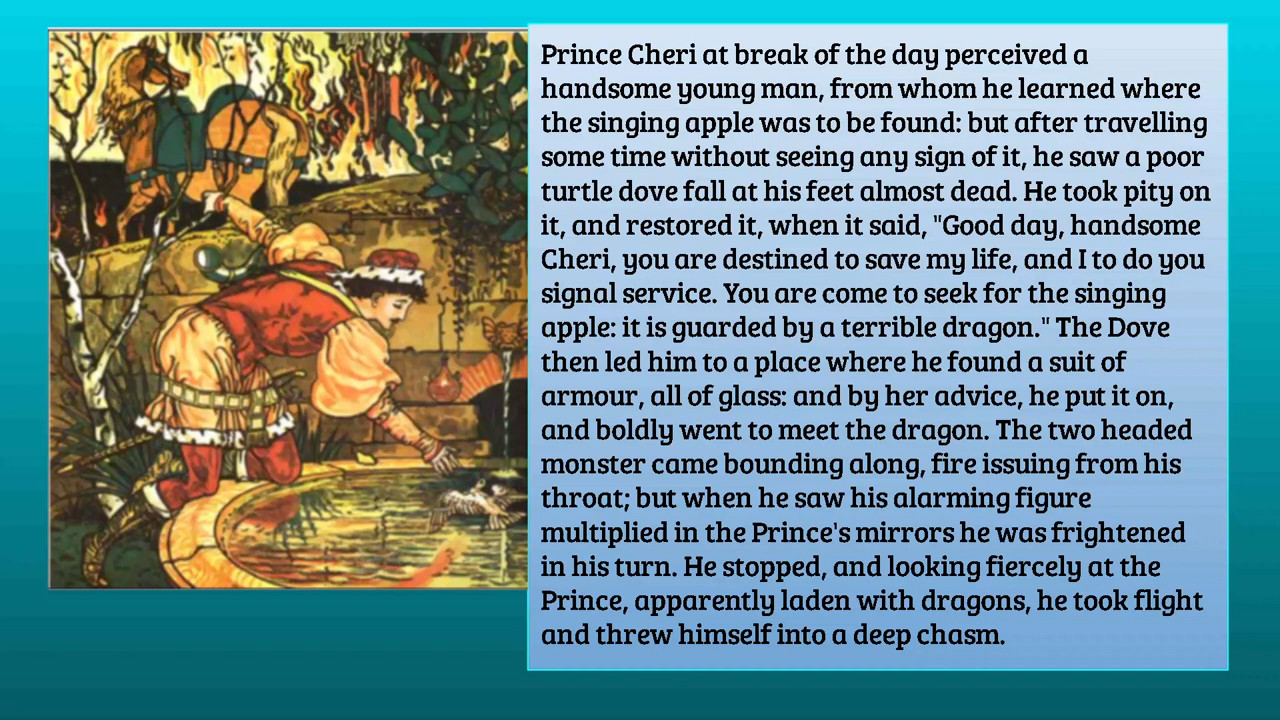 Prince Cheri at break of the day perceived a
handsome young man, from whom he learned where
the singing apple was to be found: but after travelling
some time without seeing any sign of it, he saw a poor
turtle dove fall at his feet almost dead. He took pity on
it, and restored it, when it said, "Good day, handsome
Cheri, you are destined to save my life, and I to do you
signal service. You are come to seek for the singing
apple: it is guarded by a terrible dragon." The Dove
then led him to a place where he found a suit of
armour, all of glass: and by her advice, he put it on,
and boldly went to meet the dragon. The two headed
monster came bounding along, fire issuing from his
throat; but when he saw his alarming figure
multiplied in the Prince's mirrors he was frightened
in his turn. He stopped, and looking fiercely at the
Prince, apparently laden with dragons, he took flight
and threw himself into a deep chasm.